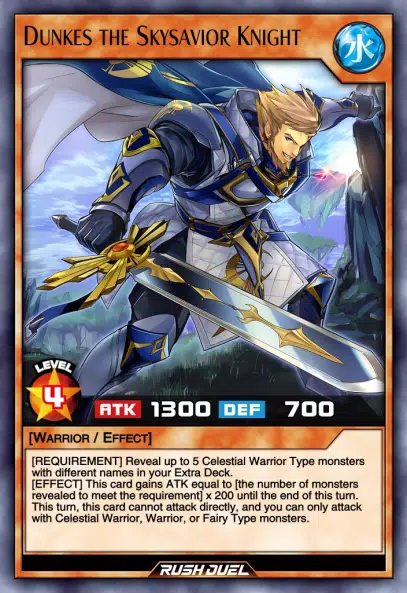 DUNKES THE SKYSAVIOR KNIGHT
水
LEVEL
4
ATK 1300 DEF 700
[WARRIOR / EFFECT]
[REQUIREMENT] Reveal up to 5 Celestial Warrior Type monsters
with different names in your Extra Deck.
[EFFECT] This card gains ATK equal to [the number of monsters
revealed to meet the requirement] x 200 until the end of this turn.
This turn, this card cannot attack directly, and you can only attack
with Celestial Warrior, Warrior, or Fairy Type monsters.
RUSH DUEL